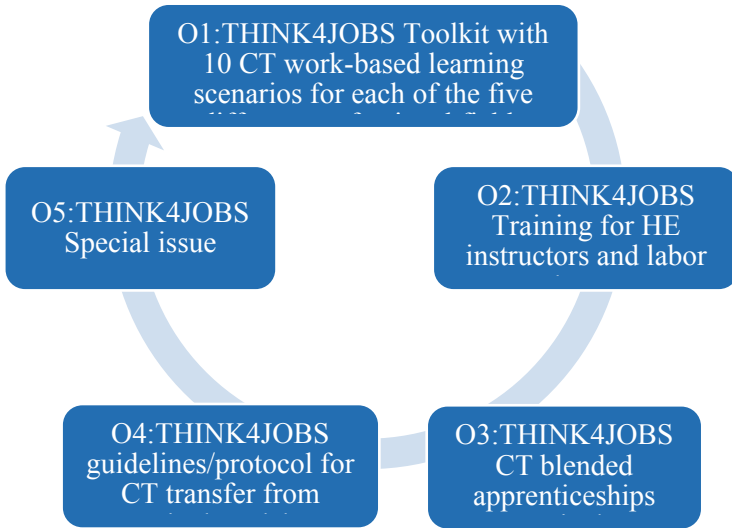 O1:THINK4JOBS Toolkit with
10 CT work-based learning
scenarios for each of the five
O2:THINK4JOBS
Training for HE
instructors and labor
O3:THINK4JOBS
CT blended
apprenticeships
O4:THINK4JOBS
guidelines/protocol for
CT transfer from
O5:THINK4JOBS
Special issue